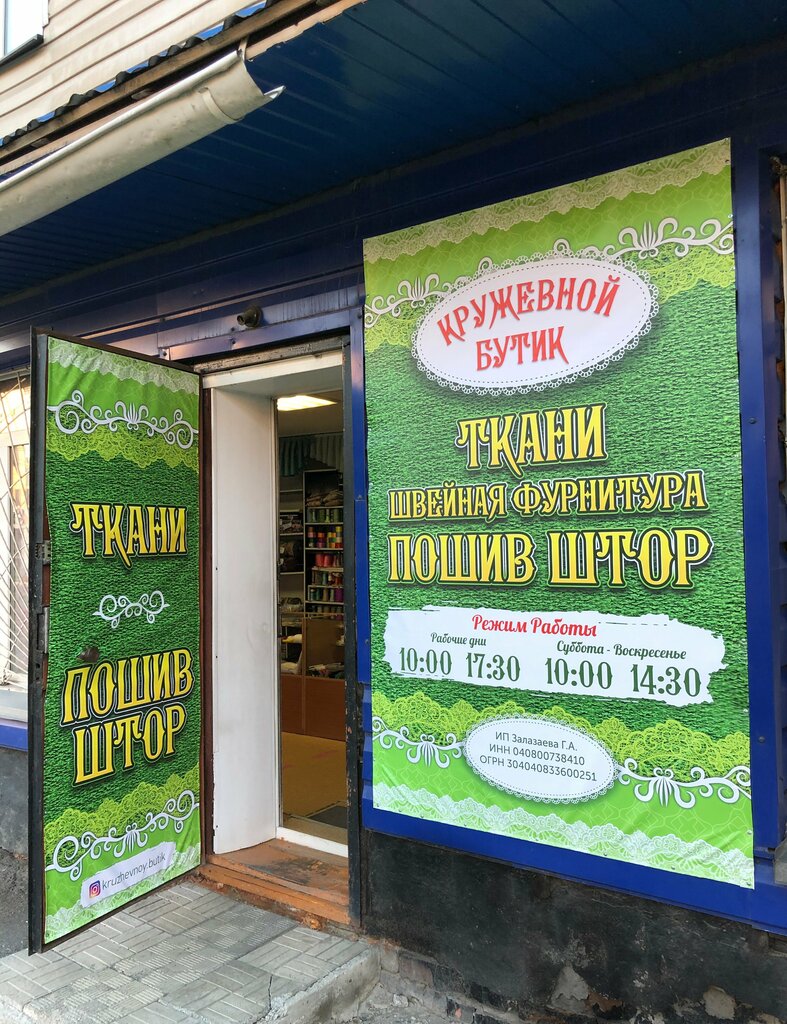 ТКАНИ
ПОШИВ
ШТОР
kruzhevnoy.butik
КРУЖЕВНОЙ
БУТИК
ТКАНИ
ШВЕЙНАЯ ФУРНИТУРА
ПОШИВ ШТОР
Режим Работы
Рабочие дни
10:00 17:30
Суббота - Воскресенье
10:00 14:30
ИП Залазаева Г.А.
ИНН 040800738410
ОГРН 304040833600251